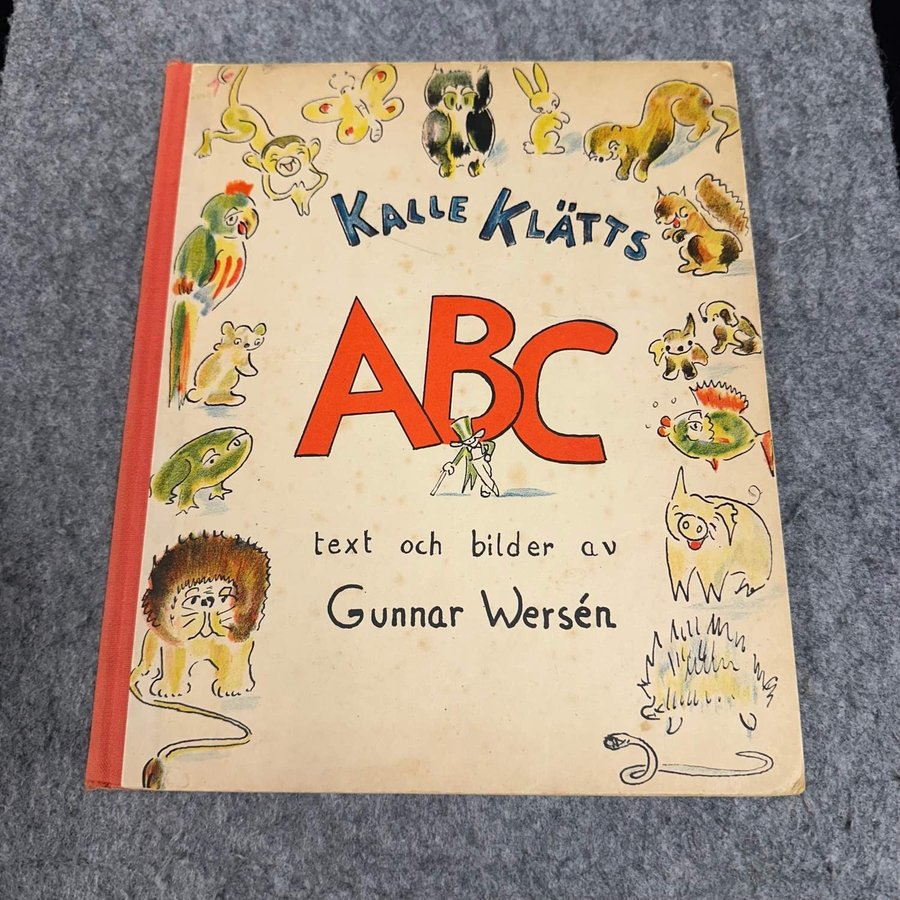 KALLE KLÄTTS
ABC
text och bilder av
Gunnar Wersén